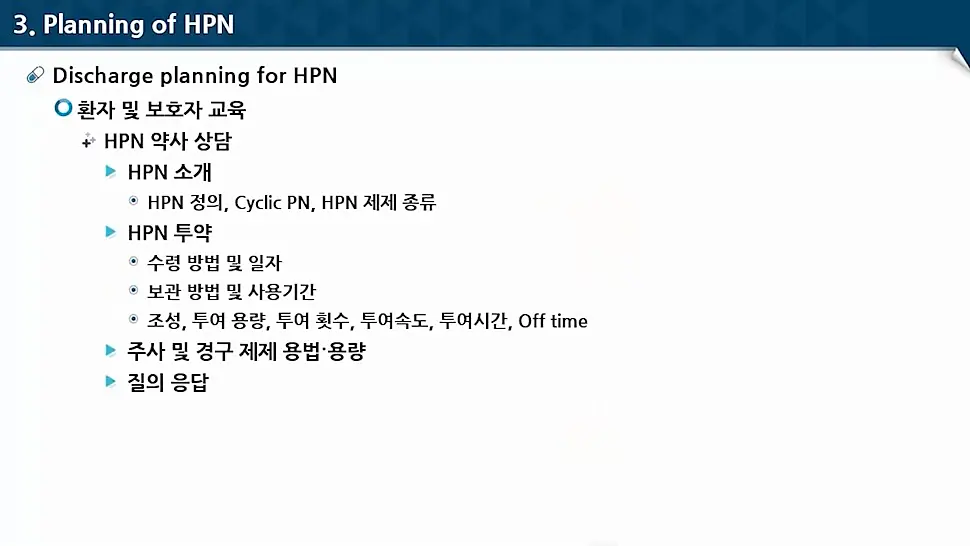 3. Planning of HPN
Discharge planning for HPN
환자 및 보호자 교육
HPN 약사 상담
HPN 소개
HPN 정의, Cyclic PN, HPN 제제 종류
HPN 투약
수령 방법 및 일자
보관 방법 및 사용기간
조성, 투여 용량, 투여 횟수, 투여속도, 투여시간, Off time
주사 및 경구 제제 용법·용량
질의 응답